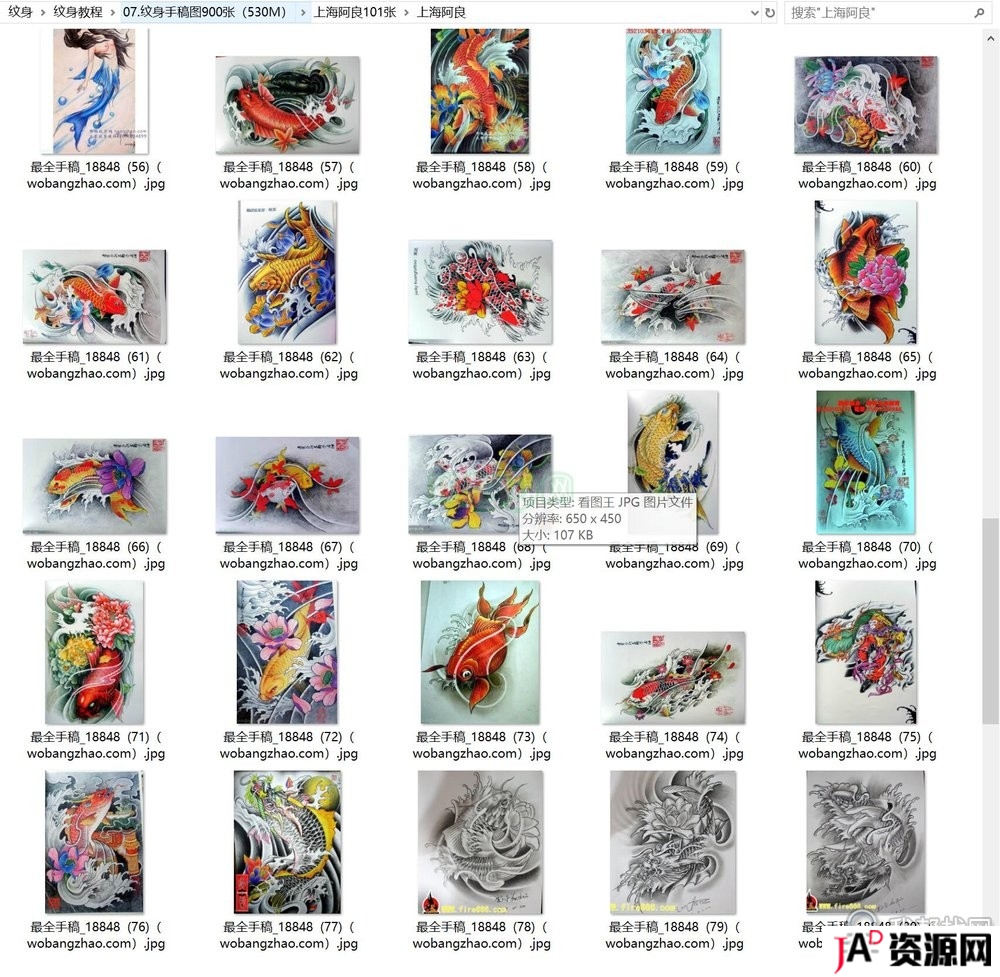 纹身 > 纹身教程 > 07.纹身手稿图900张（530M） > 上海阿良101张 > 上海阿良
搜索"上海阿良"
最全手稿_18848（56）（
wobangzhao.com）.jpg
最全手稿_18848（57）（
wobangzhao.com）.jpg
最全手稿_18848（58）（
wobangzhao.com）.jpg
最全手稿_18848（59）（
wobangzhao.com）.jpg
最全手稿_18848（60）（
wobangzhao.com）.jpg
最全手稿_18848（61）（
wobangzhao.com）.jpg
最全手稿_18848（62）（
wobangzhao.com）.jpg
最全手稿_18848（63）（
wobangzhao.com）.jpg
最全手稿_18848（64）（
wobangzhao.com）.jpg
最全手稿_18848（65）（
wobangzhao.com）.jpg
项目类型: 看图王 JPG 图片文件
分辨率: 650 x 450
大小: 107 KB
最全手稿_18848（66）（
wobangzhao.com）.jpg
最全手稿_18848（67）（
wobangzhao.com）.jpg
最全手稿_18848（68）（
wobangzhao.com）.jpg
最全手稿_18848（69）（
wobangzhao.com）.jpg
最全手稿_18848（70）（
wobangzhao.com）.jpg
最全手稿_18848（71）（
wobangzhao.com）.jpg
最全手稿_18848（72）（
wobangzhao.com）.jpg
最全手稿_18848（73）（
wobangzhao.com）.jpg
最全手稿_18848（74）（
wobangzhao.com）.jpg
最全手稿_18848（75）（
wobangzhao.com）.jpg
最全手稿_18848（76）（
wobangzhao.com）.jpg
最全手稿_18848（77）（
wobangzhao.com）.jpg
最全手稿_18848（78）（
wobangzhao.com）.jpg
最全手稿_18848（79）（
wobangzhao.com）.jpg
最全
wob
JAD资源网